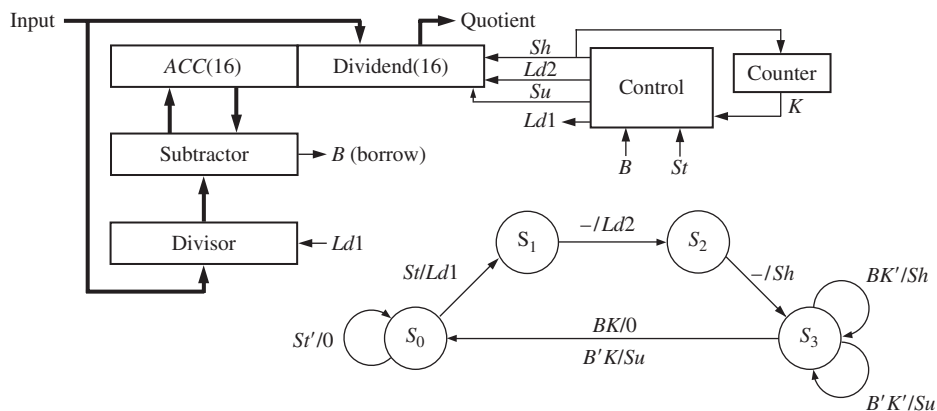 Input
Quotient
ACC(16)
Dividend(16)
Sh
Ld2
Su
Ld1
Control
Counter
K
Subtractor
B (borrow)
B
St
Divisor
Ld1
S₁
–/Ld2
S₂
St/Ld1
–/Sh
BK′/Sh
St′/0
S₀
BK/0
B′K/Su
S₃
B′K′/Su